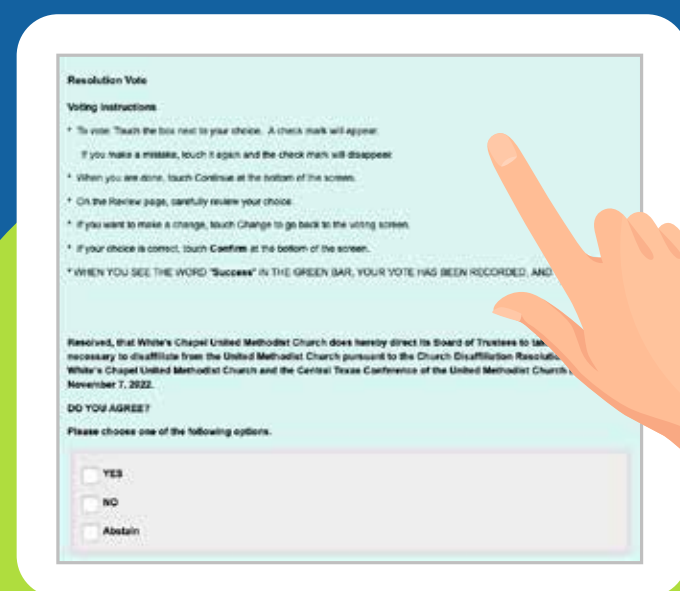 Resolution Vote
Voting Instructions
* To vote: Touch the box next to your choice. A check mark will appear.
If you make a mistake, touch it again and the check mark will disappear.
* When you are done, touch Continue at the bottom of the screen.
* On the Review page, carefully review your choice.
* If you want to make a change, touch Change to go back to the voting screen.
* If your choice is correct, touch Confirm at the bottom of the screen.
* WHEN YOU SEE THE WORD "Success" IN THE GREEN BAR, YOUR VOTE HAS BEEN RECORDED, AND
Resolved, that White's Chapel United Methodist Church does hereby direct its Board of Trustees to
necessary to disaffiliate from the United Methodist Church pursuant to the Church Disaffiliation
White's Chapel United Methodist Church and the Central Texas Conference of the United Methodist Church
November 7, 2022.
DO YOU AGREE?
Please choose one of the following options.
YES
NO
Abstain